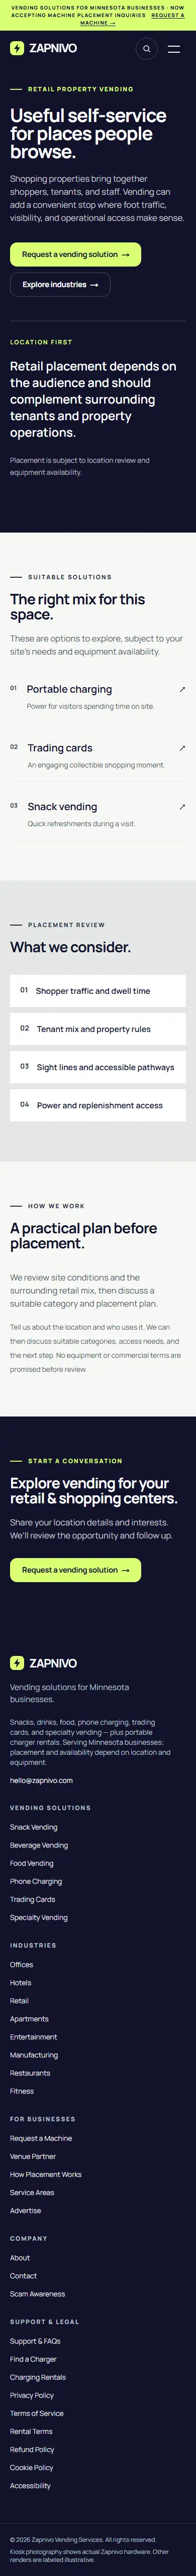 VENDING SOLUTIONS FOR MINNESOTA BUSINESSES · NOW
ACCEPTING MACHINE PLACEMENT INQUIRIES REQUEST A
MACHINE →
ZAPNIVO
RETAIL PROPERTY VENDING
Useful self-service
for places people
browse.
Shopping properties bring together
shoppers, tenants, and staff. Vending can
add a convenient stop where foot traffic,
visibility, and operational access make sense.
Request a vending solution →
Explore industries →
LOCATION FIRST
Retail placement depends on
the audience and should
complement surrounding
tenants and property
operations.
Placement is subject to location review and
equipment availability.
SUITABLE SOLUTIONS
The right mix for this
space.
These are options to explore, subject to your
site's needs and equipment availability.
01 Portable charging ↗
Power for visitors spending time on site.
02 Trading cards ↗
An engaging collectible shopping moment.
03 Snack vending ↗
Quick refreshments during a visit.
PLACEMENT REVIEW
What we consider.
01 Shopper traffic and dwell time
02 Tenant mix and property rules
03 Sight lines and accessible pathways
04 Power and replenishment access
HOW WE WORK
A practical plan before
placement.
We review site conditions and the
surrounding retail mix, then discuss a
suitable category and placement plan.
Tell us about the location and who uses it. We can
then discuss suitable categories, access needs, and
the next step. No equipment or commercial terms are
promised before review.
START A CONVERSATION
Explore vending for your
retail & shopping centers.
Share your location details and interest.
We'll review the opportunity and follow up.
Request a vending solution →
ZAPNIVO
Vending solutions for Minnesota
businesses.
Snacks, drinks, food, phone charging, trading
cards, and specialty vending — plus portable
charger rentals. Serving Minnesota businesses;
placement and availability depend on location and
equipment.
hello@zapnivo.com
VENDING SOLUTIONS
Snack Vending
Beverage Vending
Food Vending
Phone Charging
Trading Cards
Specialty Vending
INDUSTRIES
Offices
Hotels
Retail
Apartments
Entertainment
Manufacturing
Restaurants
Fitness
FOR BUSINESSES
Request a Machine
Venue Partner
How Placement Works
Service Areas
Advertise
COMPANY
About
Contact
Scam Awareness
SUPPORT & LEGAL
Support & FAQs
Find a Charger
Charging Rentals
Privacy Policy
Terms of Service
Rental Terms
Refund Policy
Cookie Policy
Accessibility
© 2026 Zapnivo Vending Services. All rights reserved.
Kiosk photography shows actual Zapnivo hardware. Other
renders are labeled illustrative.